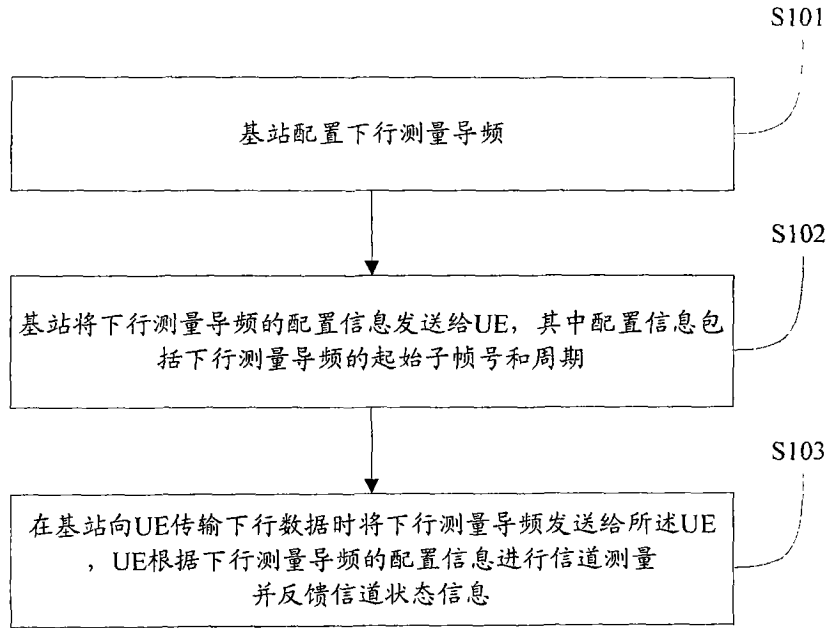 S101
基站配置下行测量导频
S102
基站将下行测量导频的配置信息发送给UE，其中配置信息包
括下行测量导频的起始子帧号和周期
S103
在基站向UE传输下行数据时将下行测量导频发送给所述UE
，UE根据下行测量导频的配置信息进行信道测量
并反馈信道状态信息